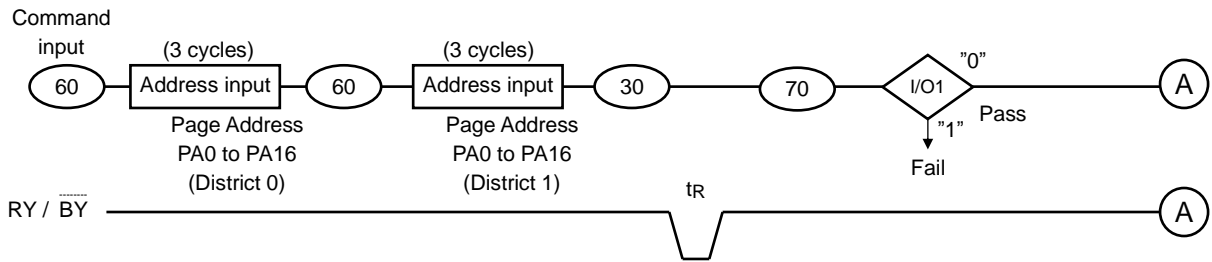 Command
input
(3 cycles)
(3 cycles)
"0"
60
Address input
60
Address input
30
70
I/O1
A
Page Address
PA0 to PA16
(District 0)
Page Address
PA0 to PA16
(District 1)
"1"
Pass
Fail
tR
RY / BY
A